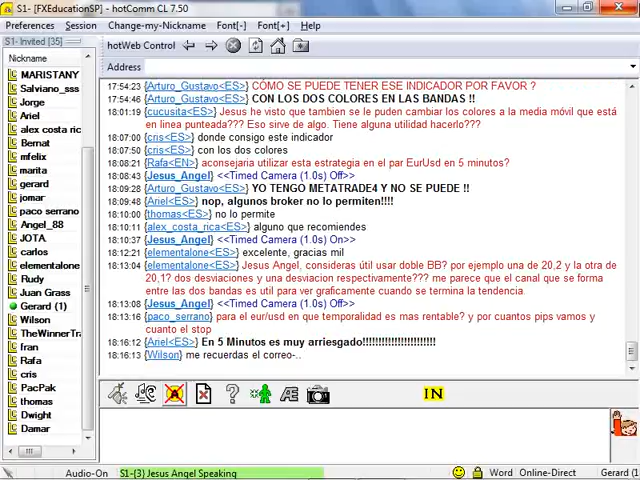 S1- [FXEducationSP] - hotComm CL 7.50
Preferences Session Change-my-Nickname Font[-] Font[+] Help
S1- Invited [35]
hotWeb Control
Nickname
Address
MARISTANY
Salviano_sss
Jorge
Ariel
alex costa ric
Bernat
mfelix
marita
gerard
jomar
paco serrano
Angel_88
JOTA
carlos
elementalone
Rudy
Juan Grass
Gerard (1)
Wilson
TheWinnerTra
fran
Rafa
cris
PacPak
thomas
Dwight
Damar
17:54:23 {Arturo_Gustavo<ES>} CÓMO SE PUEDE TENER ESE INDICADOR POR FAVOR ?
17:54:46 {Arturo_Gustavo<ES>} CON LOS DOS COLORES EN LAS BANDAS !!
18:01:19 {cucusita<ES>} Jesus he visto que tambien se le puden cambiar los colores a la media móvil que está
en linea punteada??? Eso sirve de algo. Tiene alguna utilidad hacerlo???
18:07:00 {cris<ES>} donde consigo este indicador
18:07:50 {cris<ES>} con los dos colores
18:08:21 {Rafa<EN>} aconsejaria utilizar esta estrategia en el par EurUsd en 5 minutos?
18:08:43 {Jesus_Angel} <<Timed Camera (1.0s) Off>>
18:09:28 {Arturo_Gustavo<ES>} YO TENGO METATRADE4 Y NO SE PUEDE !!
18:09:48 {Ariel<ES>} nop, algunos broker no lo permiten!!!!
18:10:00 {thomas<ES>} no lo permite
18:10:11 {alex_costa_rica<ES>} alguno que recomiendes
18:10:37 {Jesus_Angel} <<Timed Camera (1.0s) On>>
18:12:21 {elementalone<ES>} excelente, gracias mil
18:13:04 {elementalone<ES>} Jesus Angel, consideras útil usar doble BB? por ejemplo una de 20,2 y la otra de
20,1? dos desviaciones y una desviacion respectivamente??? me parece que el canal que se forma
entre las dos bandas es util para ver graficamente cuando se termina la tendencia.
18:13:08 {Jesus_Angel} <<Timed Camera (1.0s) Off>>
18:13:16 {paco_serrano} para el eur/usd en que temporalidad es mas rentable? y por cuantos pips vamos y
cuanto el stop
18:16:12 {Ariel<ES>} En 5 Minutos es muy arriesgado!!!!!!!!!!!!!!!!!!!!!!!
18:16:13 {Wilson} me recuerdas el correo-..
IN
Audio-On S1-{3} Jesus Angel Speaking Word Online-Direct Gerard (1